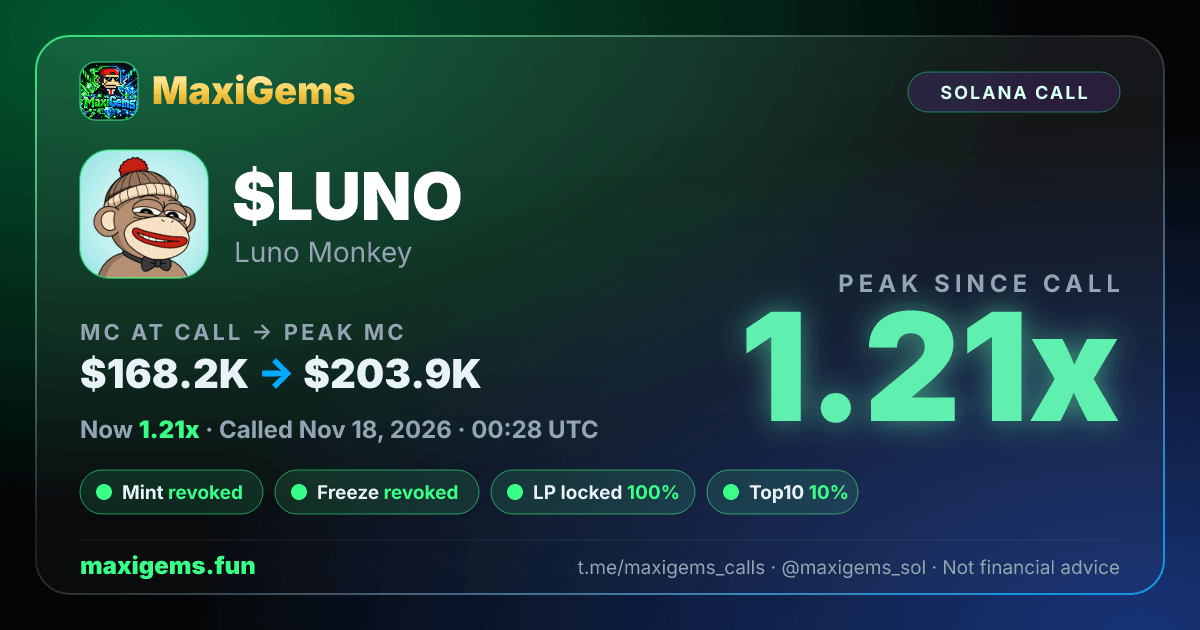 MaxiGems
MaxiGems
SOLANA CALL
$LUNO
Luno Monkey
PEAK SINCE CALL
1.21x
MC AT CALL → PEAK MC
$168.2K → $203.9K
Now 1.21x · Called Nov 18, 2026 · 00:28 UTC
Mint revoked
Freeze revoked
LP locked 100%
Top10 10%
maxigems.fun
t.me/maxigems_calls · @maxigems_sol · Not financial advice